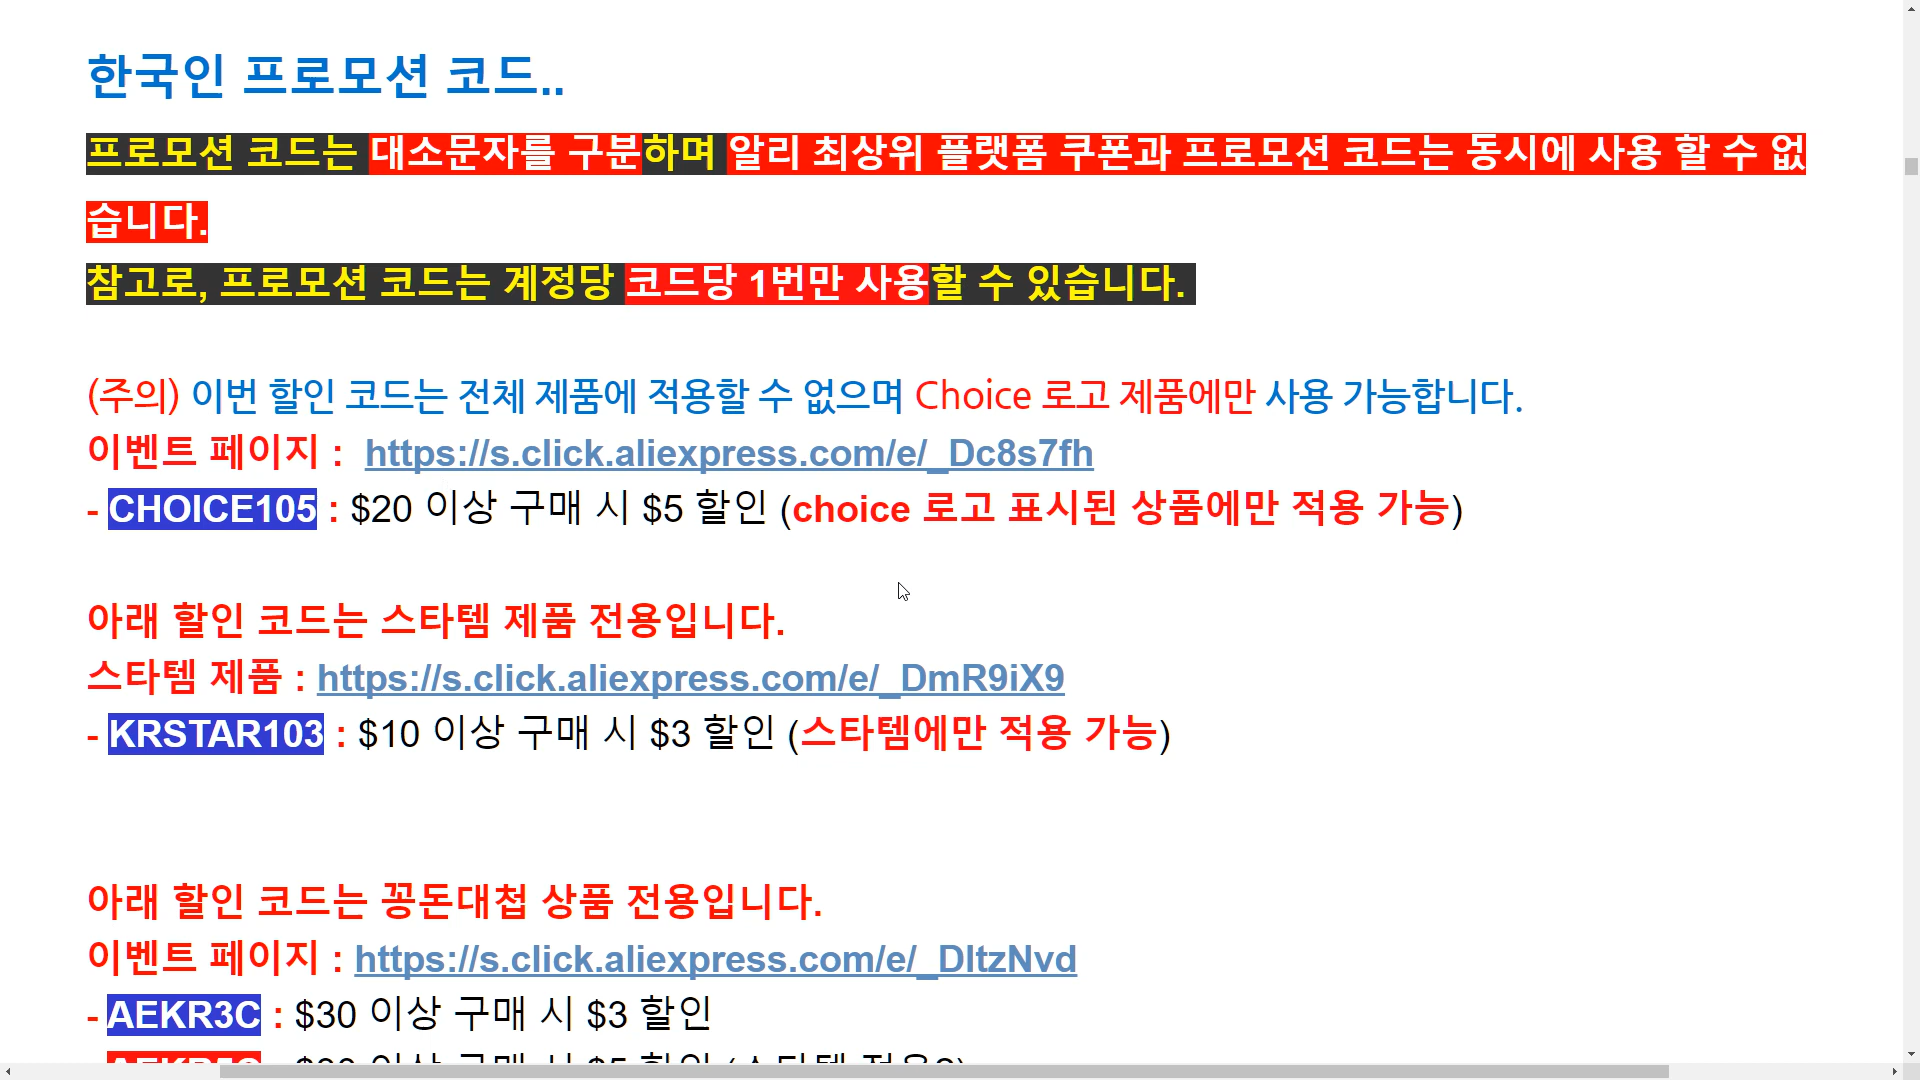 한국인 프로모션 코드..
프로모션 코드는 대소문자를 구분하며 알리 최상위 플랫폼 쿠폰과 프로모션 코드는 동시에 사용 할 수 없
습니다.
참고로, 프로모션 코드는 계정당 코드당 1번만 사용할 수 있습니다.
(주의) 이번 할인 코드는 전체 제품에 적용할 수 없으며 Choice 로고 제품에만 사용 가능합니다.
이벤트 페이지 : https://s.click.aliexpress.com/e/_Dc8s7fh
- CHOICE105 : $20 이상 구매 시 $5 할인 (choice 로고 표시된 상품에만 적용 가능)
아래 할인 코드는 스타템 제품 전용입니다.
스타템 제품 : https://s.click.aliexpress.com/e/_DmR9iX9
- KRSTAR103 : $10 이상 구매 시 $3 할인 (스타템에만 적용 가능)
아래 할인 코드는 꽁돈대첩 상품 전용입니다.
이벤트 페이지 : https://s.click.aliexpress.com/e/_DItzNvd
- AEKR3C : $30 이상 구매 시 $3 할인